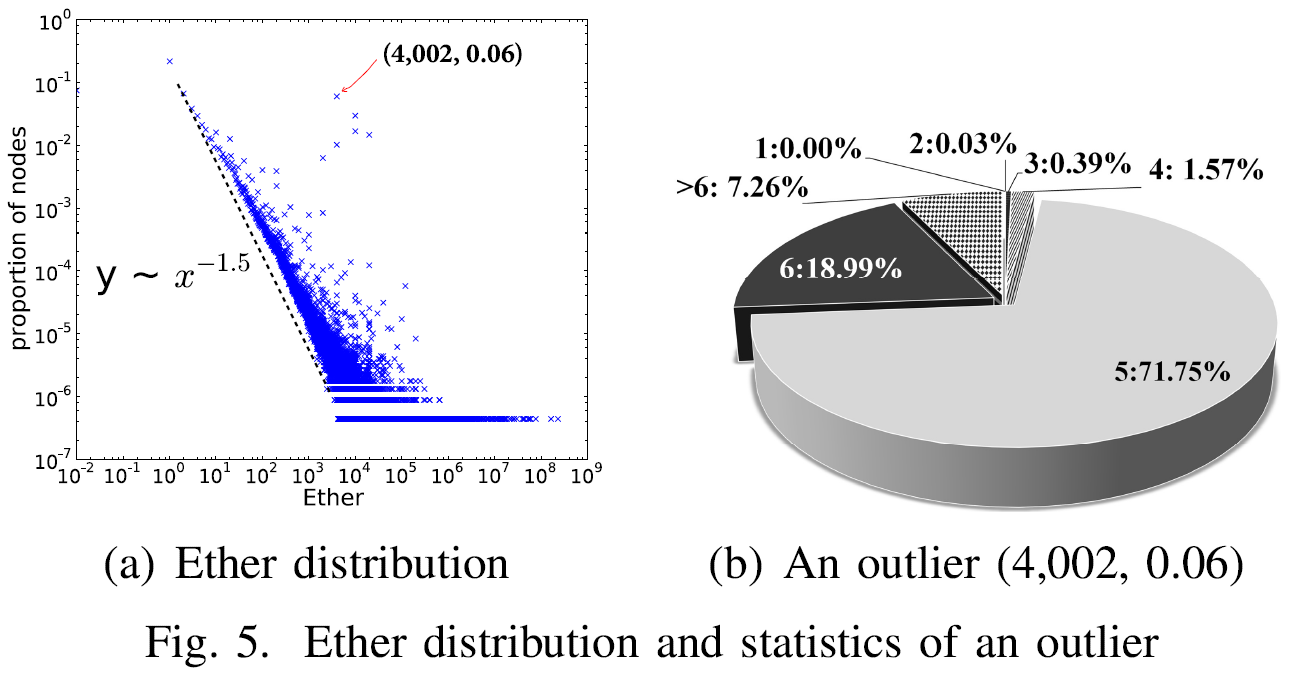 10^0
10^-1
10^-2
10^-3
10^-4
10^-5
10^-6
10^-7
proportion of nodes
(4,002, 0.06)
y ~ x^-1.5
10^-2 10^-1 10^0 10^1 10^2 10^3 10^4 10^5 10^6 10^7 10^8 10^9
Ether
1:0.00%
2:0.03%
3:0.39%
4: 1.57%
>6: 7.26%
6:18.99%
5:71.75%
(a) Ether distribution
(b) An outlier (4,002, 0.06)
Fig. 5. Ether distribution and statistics of an outlier